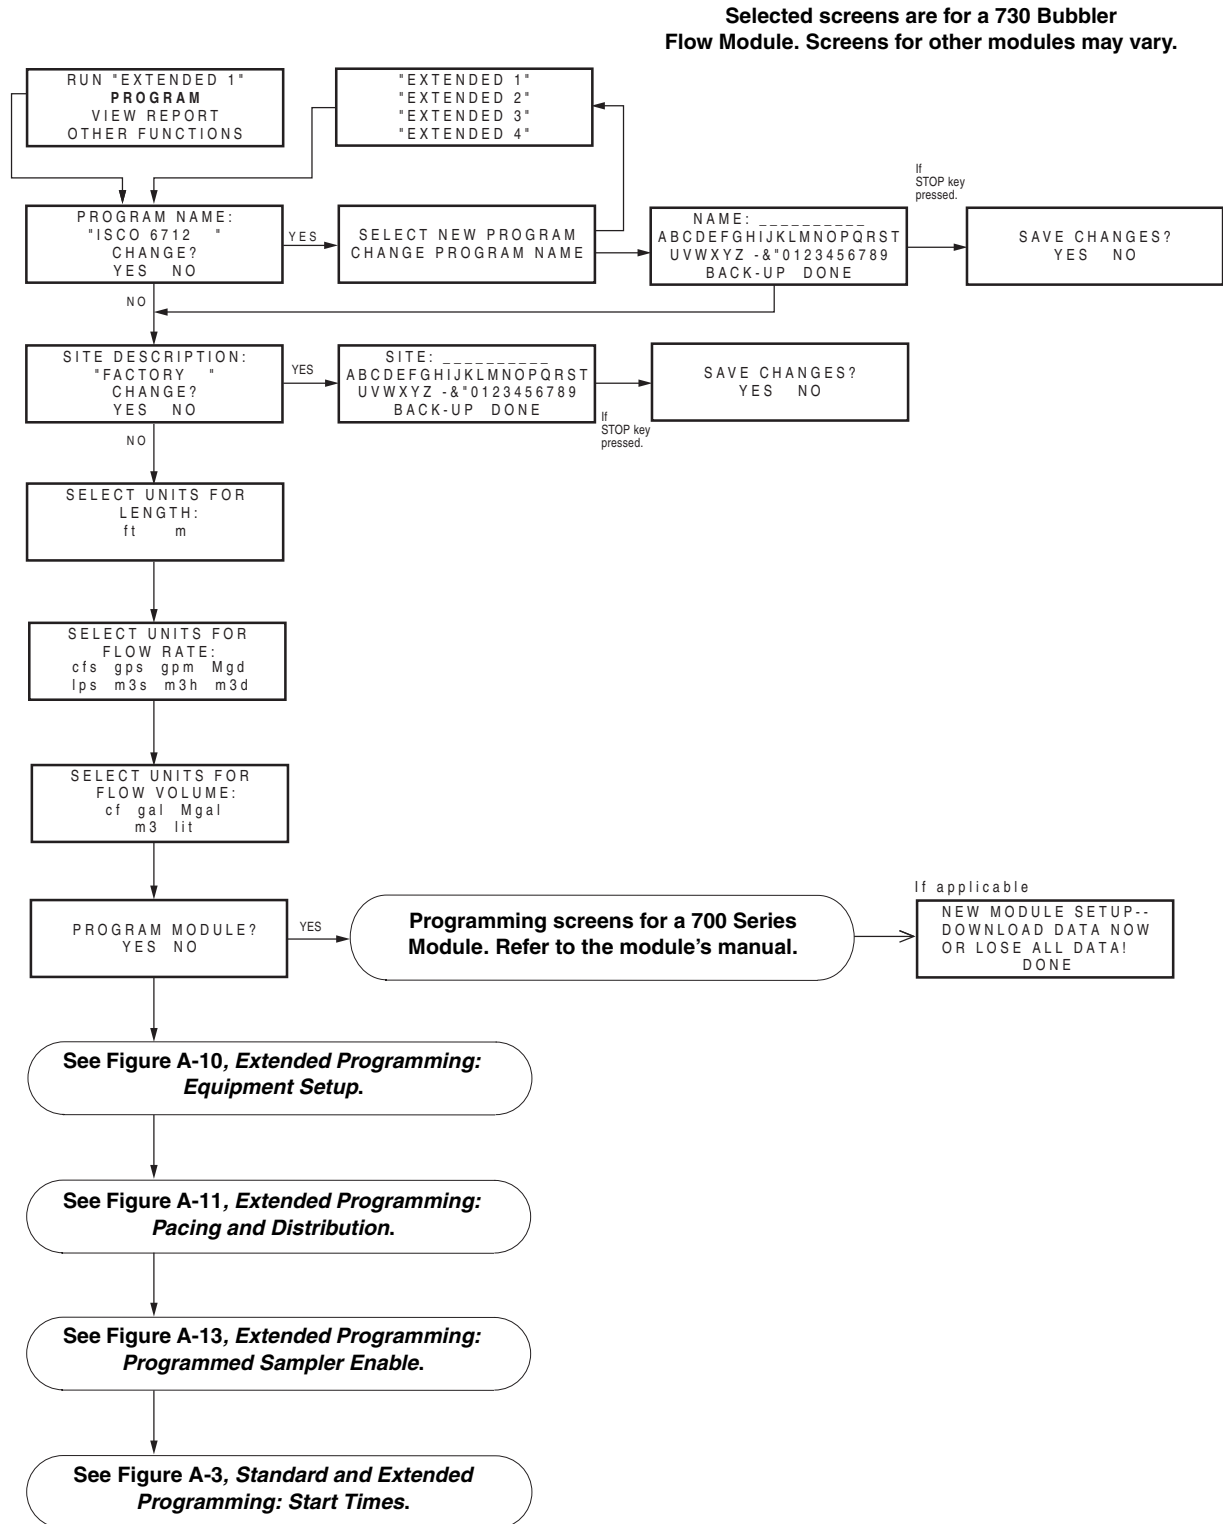 Selected screens are for a 730 Bubbler
Flow Module. Screens for other modules may vary.
RUN "EXTENDED 1"
PROGRAM
VIEW REPORT
OTHER FUNCTIONS
"EXTENDED 1"
"EXTENDED 2"
"EXTENDED 3"
"EXTENDED 4"
PROGRAM NAME:
"ISCO 6712 "
CHANGE?
YES NO
YES
SELECT NEW PROGRAM
CHANGE PROGRAM NAME
NAME: __________
ABCDEFGHIJKLMNOPQRST
UVWXYZ -&"0123456789
BACK-UP DONE
If
STOP key
pressed.
SAVE CHANGES?
YES NO
NO
SITE DESCRIPTION:
"FACTORY "
CHANGE?
YES NO
YES
SITE: __________
ABCDEFGHIJKLMNOPQRST
UVWXYZ -&"0123456789
BACK-UP DONE
If
STOP key
pressed.
SAVE CHANGES?
YES NO
NO
SELECT UNITS FOR
LENGTH:
ft m
SELECT UNITS FOR
FLOW RATE:
cfs gps gpm Mgd
lps m3s m3h m3d
SELECT UNITS FOR
FLOW VOLUME:
cf gal Mgal
m3 lit
PROGRAM MODULE?
YES NO
YES
Programming screens for a 700 Series
Module. Refer to the module's manual.
If applicable
NEW MODULE SETUP--
DOWNLOAD DATA NOW
OR LOSE ALL DATA!
DONE
See Figure A-10, Extended Programming:
Equipment Setup.
See Figure A-11, Extended Programming:
Pacing and Distribution.
See Figure A-13, Extended Programming:
Programmed Sampler Enable.
See Figure A-3, Standard and Extended
Programming: Start Times.